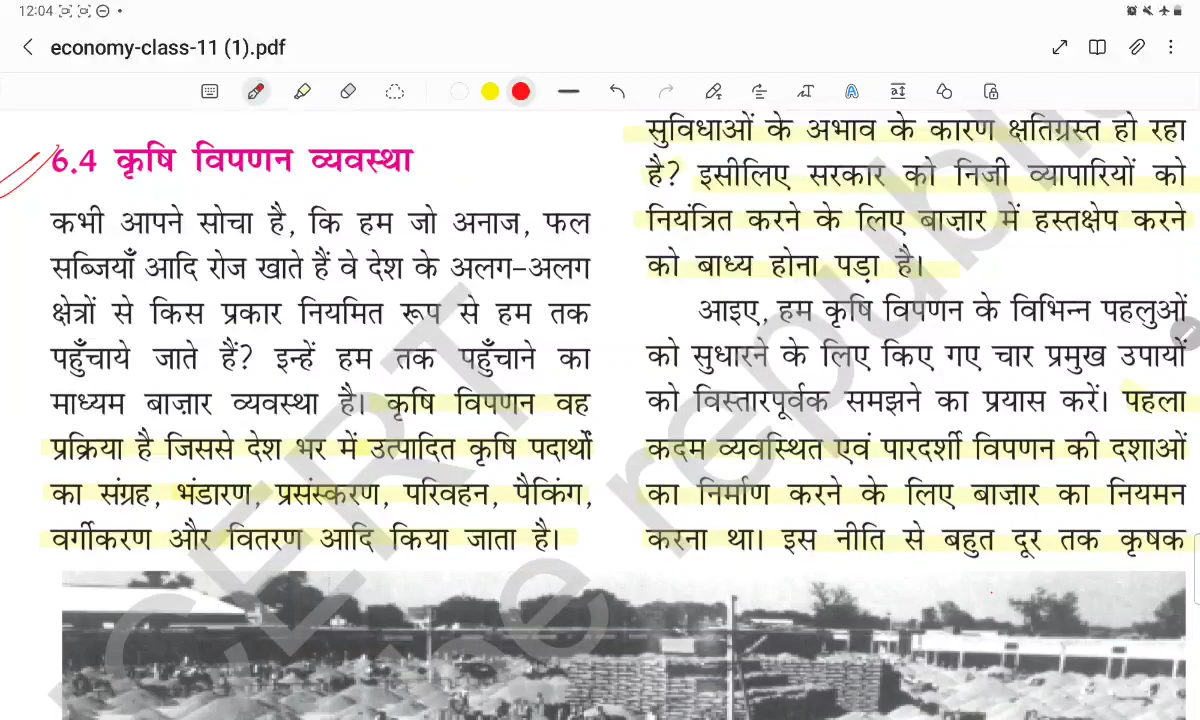 12:04
economy-class-11 (1).pdf
6.4 कृषि विपणन व्यवस्था
कभी आपने सोचा है, कि हम जो अनाज, फल
सब्जियाँ आदि रोज खाते हैं वे देश के अलग-अलग
क्षेत्रों से किस प्रकार नियमित रूप से हम तक
पहुँचाये जाते हैं? इन्हें हम तक पहुँचाने का
माध्यम बाज़ार व्यवस्था है। कृषि विपणन वह
प्रक्रिया है जिससे देश भर में उत्पादित कृषि पदार्थों
का संग्रह, भंडारण, प्रसंस्करण, परिवहन, पैकिंग,
वर्गीकरण और वितरण आदि किया जाता है।
सुविधाओं के अभाव के कारण क्षतिग्रस्त हो रहा
है? इसीलिए सरकार को निजी व्यापारियों को
नियंत्रित करने के लिए बाज़ार में हस्तक्षेप करने
को बाध्य होना पड़ा है।
आइए, हम कृषि विपणन के विभिन्न पहलुओं
को सुधारने के लिए किए गए चार प्रमुख उपायों
को विस्तारपूर्वक समझने का प्रयास करें। पहला
कदम व्यवस्थित एवं पारदर्शी विपणन की दशाओं
का निर्माण करने के लिए बाज़ार का नियमन
करना था। इस नीति से बहुत दूर तक कृषक